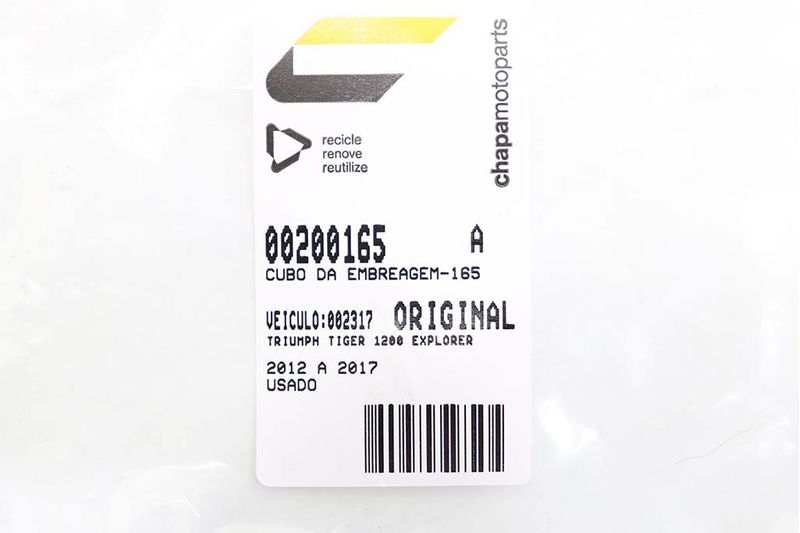 chapamotoparts
recicle
renove
reutilize
00200165 A
CUBO DA EMBREAGEM-165
VEICULO:002317 ORIGINAL
TRIUMPH TIGER 1200 EXPLORER
2012 A 2017
USADO